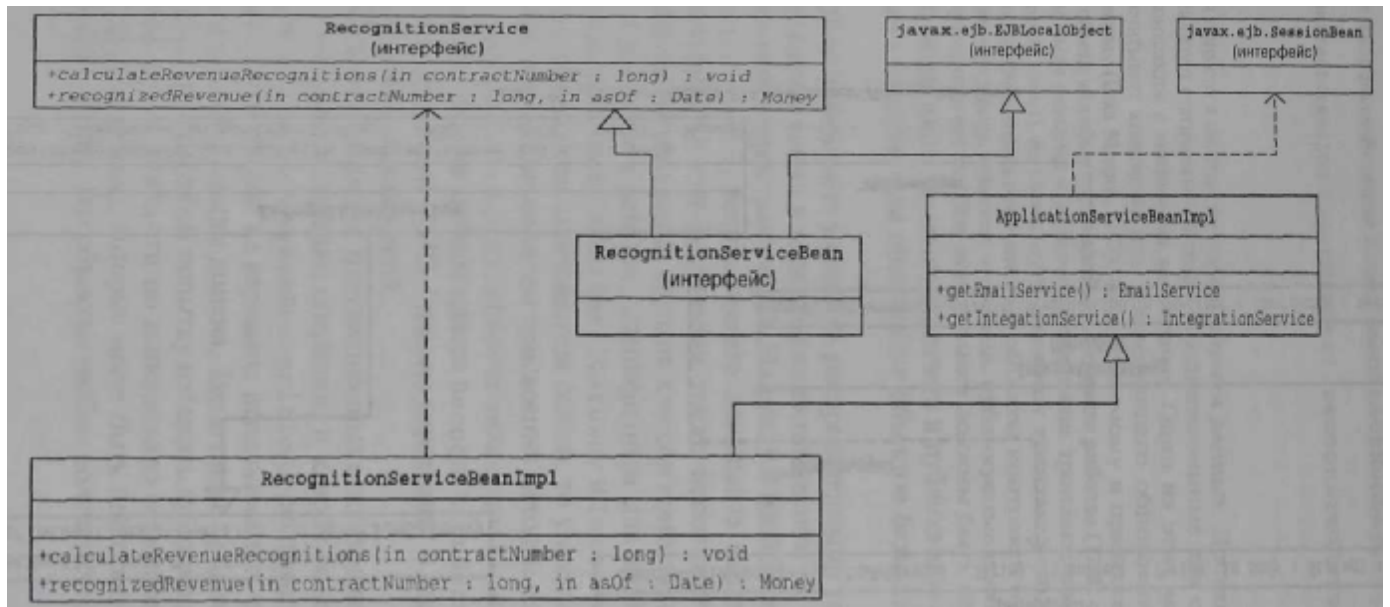 RecognitionService
(интерфейс)
+calculateRevenueRecognitions(in contractNumber : long) : void
+recognizedRevenue(in contractNumber : long, in asOf : Date) : Money
javax.ejb.EJBLocalObject
(интерфейс)
javax.ejb.SessionBean
(интерфейс)
RecognitionServiceBean
(интерфейс)
ApplicationServiceBeanImpl
+getEmailService() : EmailService
+getIntegationService() : IntegrationService
RecognitionServiceBeanImpl
+calculateRevenueRecognitions(in contractNumber : long) : void
+recognizedRevenue(in contractNumber : long, in asOf : Date) : Money